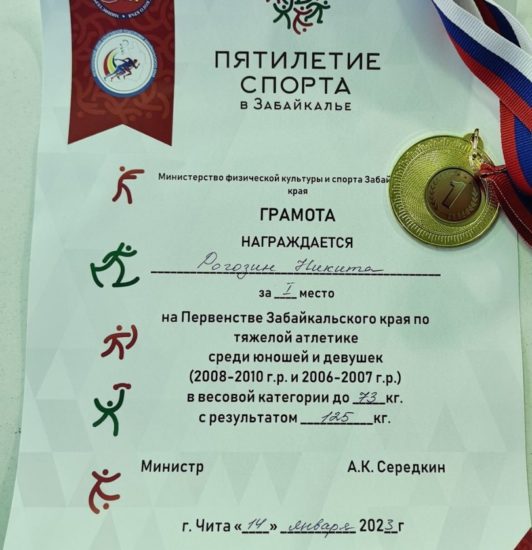 ПЯТИЛЕТИЕ
СПОРТА
В ЗАБАЙКАЛЬЕ
Министерство физической культуры и спорта Забай
края
ГРАМОТА
НАГРАЖДАЕТСЯ
Рогозин Никита
за I место
на Первенстве Забайкальского края по
тяжелой атлетике
среди юношей и девушек
(2008-2010 г.р. и 2006-2007 г.р.)
в весовой категории до 73 кг.
с результатом 125 кг.
Министр А.К. Середкин
г. Чита «14» января 2023 г
1